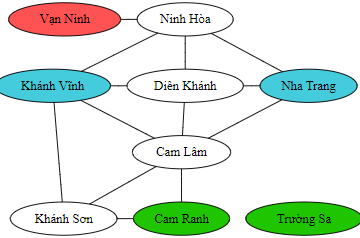 Vạn Ninh
Ninh Hòa
Khánh Vĩnh
Diên Khánh
Nha Trang
Cam Lâm
Khánh Sơn
Cam Ranh
Trường Sa